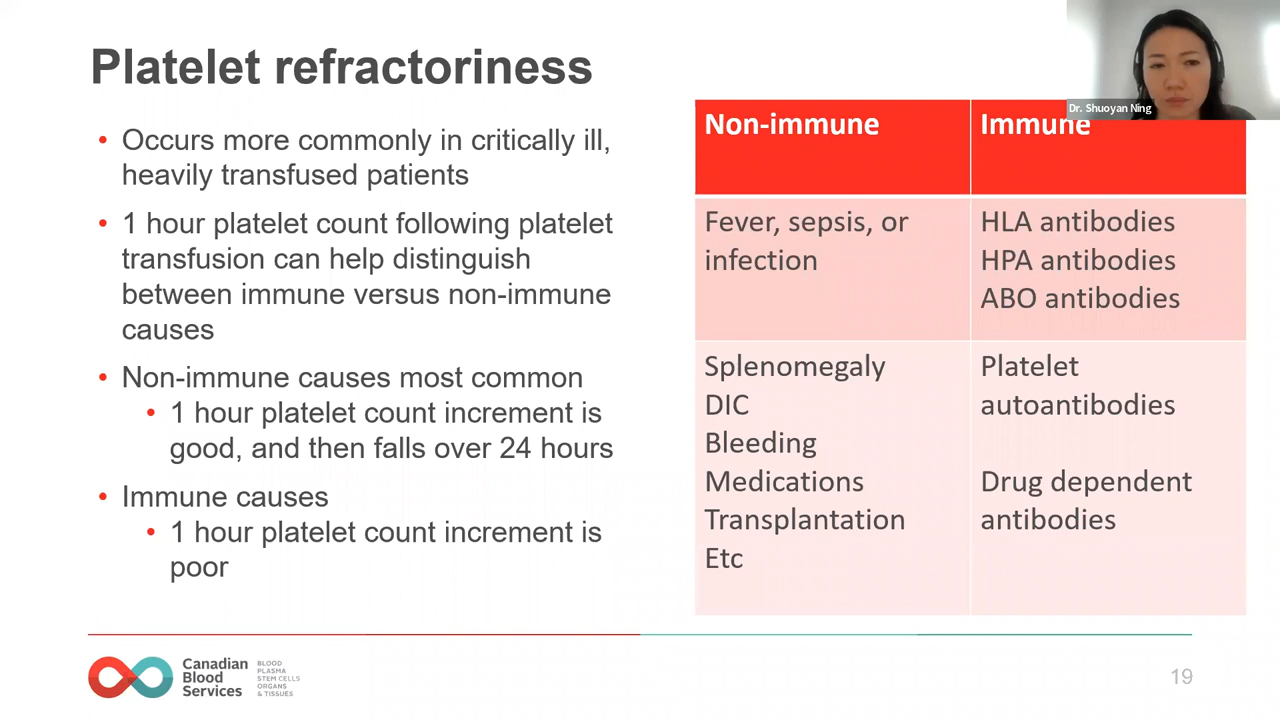 Platelet refractoriness
• Occurs more commonly in critically ill,
heavily transfused patients
• 1 hour platelet count following platelet
transfusion can help distinguish
between immune versus non-immune
causes
• Non-immune causes most common
• 1 hour platelet count increment is
good, and then falls over 24 hours
• Immune causes
• 1 hour platelet count increment is
poor
Dr. Shuoyan Ning
Non-immune
Immune
Fever, sepsis, or
infection
HLA antibodies
HPA antibodies
ABO antibodies
Splenomegaly
DIC
Bleeding
Medications
Transplantation
Etc
Platelet
autoantibodies
Drug dependent
antibodies
Canadian
Blood
Services
BLOOD
PLASMA
STEM CELLS
ORGANS
& TISSUES
19